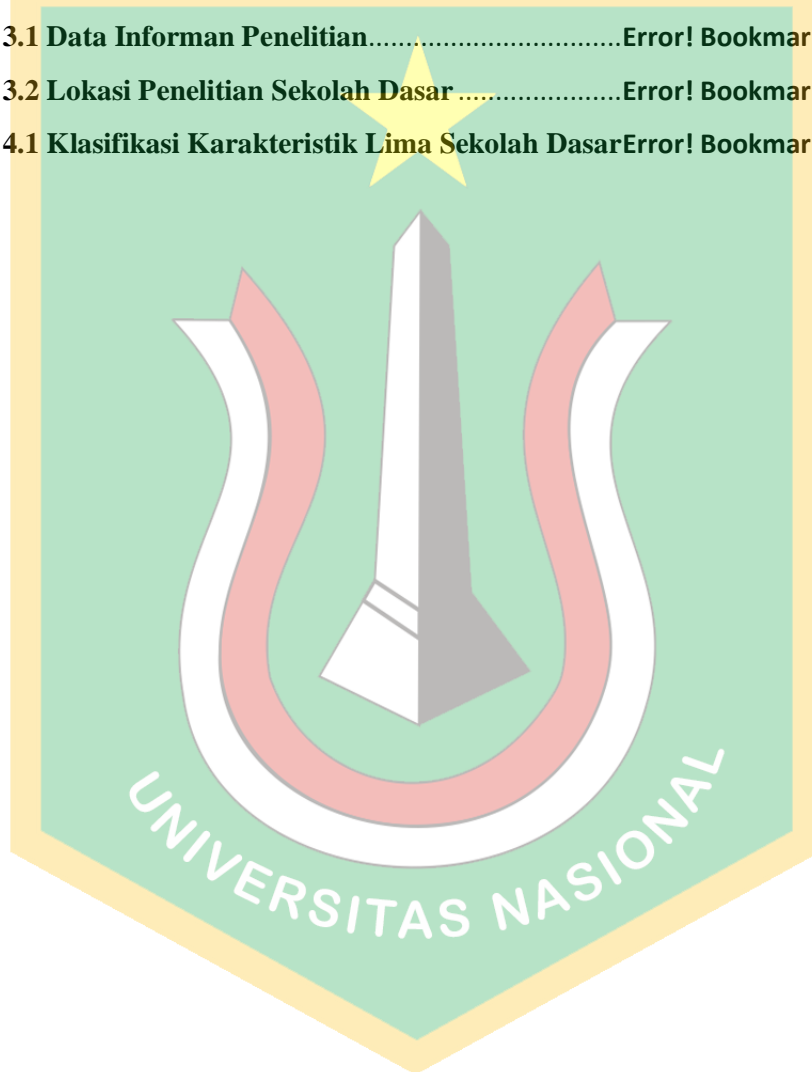 3.1 Data Informan Penelitian................................Error! Bookmar
3.2 Lokasi Penelitian Sekolah Dasar.....................Error! Bookmar
4.1 Klasifikasi Karakteristik Lima Sekolah DasarError! Bookmar
UNIVERSITAS NASIONAL